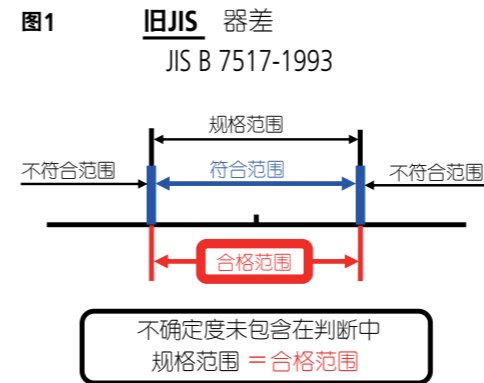 图1 旧JIS 器差
JIS B 7517-1993
规格范围
不符合范围 符合范围 不符合范围
合格范围
不确定度未包含在判断中
规格范围 ＝合格范围